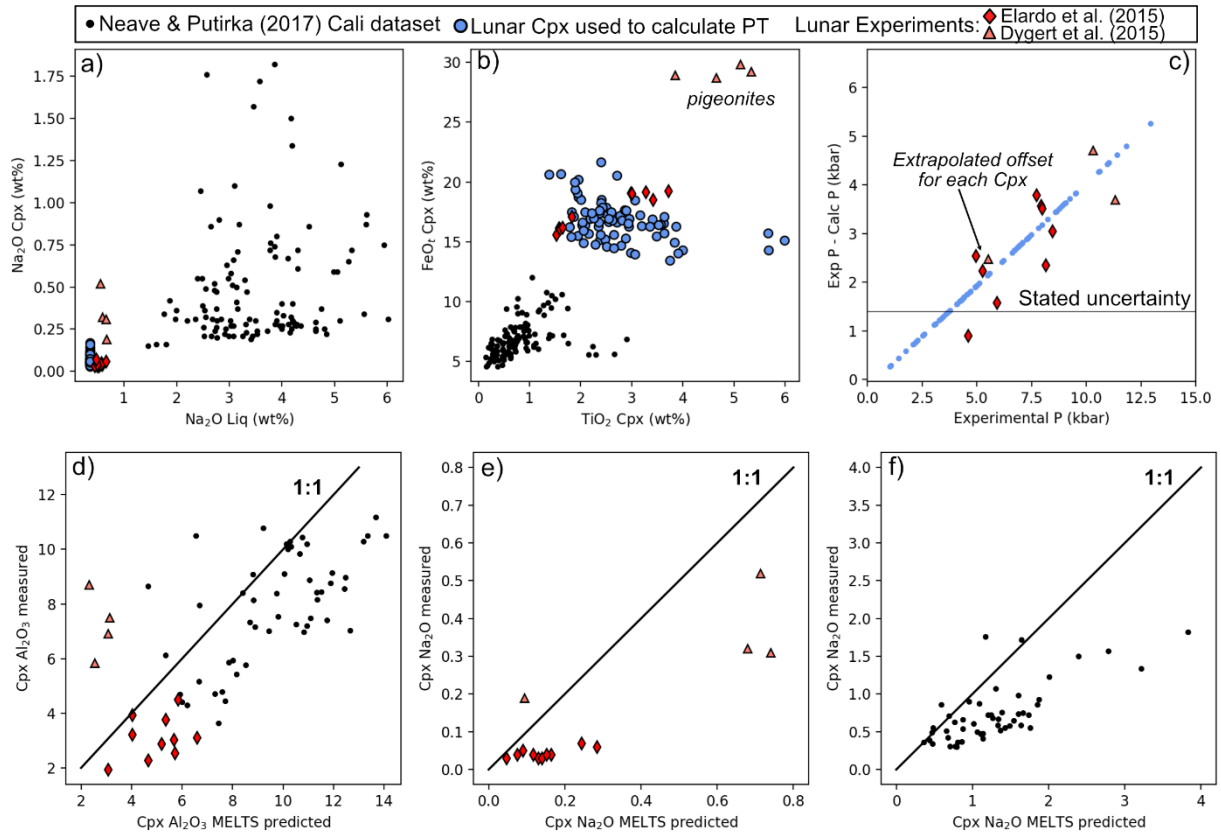 Neave & Putirka (2017) Cali dataset
Lunar Cpx used to calculate PT
Lunar Experiments:
Elardo et al. (2015)
Dygert et al. (2015)
a)
1.75
1.50
1.25
1.00
0.75
0.50
0.25
0.00
Na₂O Cpx (wt%)
1 2 3 4 5 6
Na₂O Liq (wt%)
b)
pigeonites
30
25
20
15
10
5
FeOₜ Cpx (wt%)
0 1 2 3 4 5 6
TiO₂ Cpx (wt%)
c)
Extrapolated offset
for each Cpx
Stated uncertainty
6
5
4
3
2
1
0
Exp P - Calc P (kbar)
0.0 2.5 5.0 7.5 10.0 12.5 15.0
Experimental P (kbar)
d)
1:1
12
10
8
6
4
2
Cpx Al₂O₃ measured
2 4 6 8 10 12 14
Cpx Al₂O₃ MELTS predicted
e)
1:1
0.8
0.7
0.6
0.5
0.4
0.3
0.2
0.1
0.0
Cpx Na₂O measured
0.0 0.2 0.4 0.6 0.8
Cpx Na₂O MELTS predicted
f)
1:1
4.0
3.5
3.0
2.5
2.0
1.5
1.0
0.5
0.0
Cpx Na₂O measured
0 1 2 3 4
Cpx Na₂O MELTS predicted